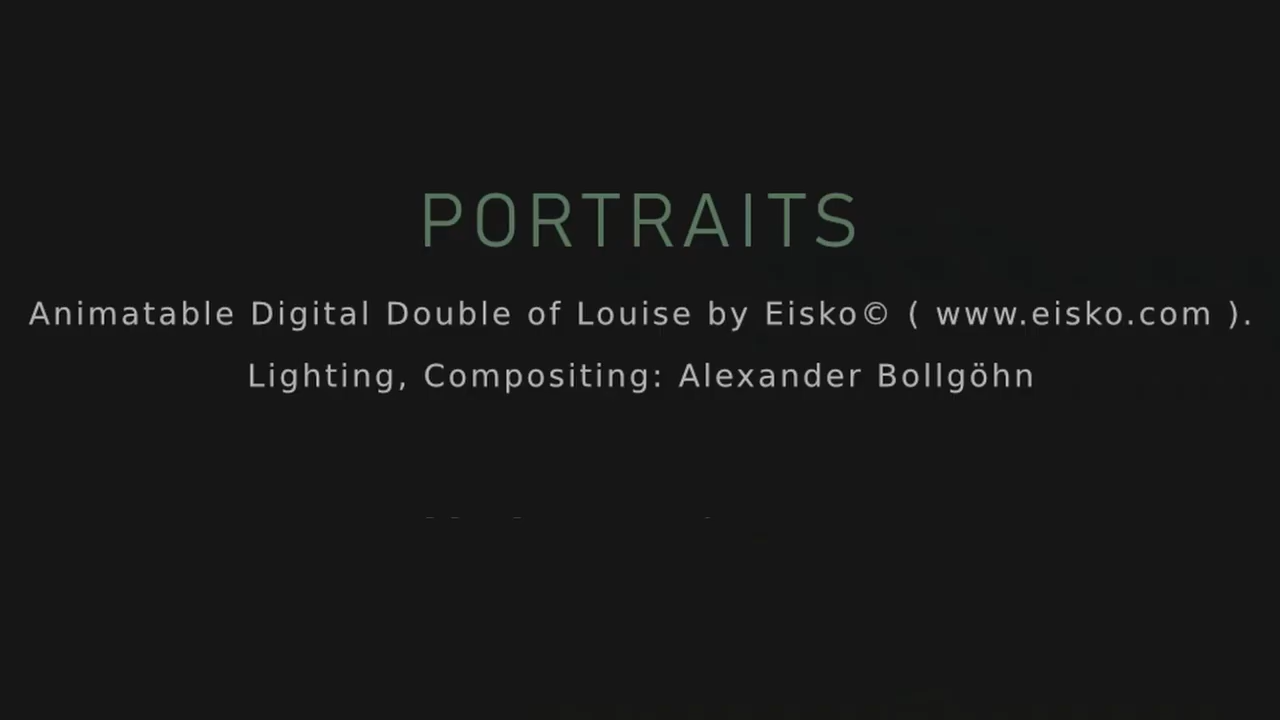 PORTRAITS
Animatable Digital Double of Louise by Eisko© ( www.eisko.com ).
Lighting, Compositing: Alexander Bollgöhn